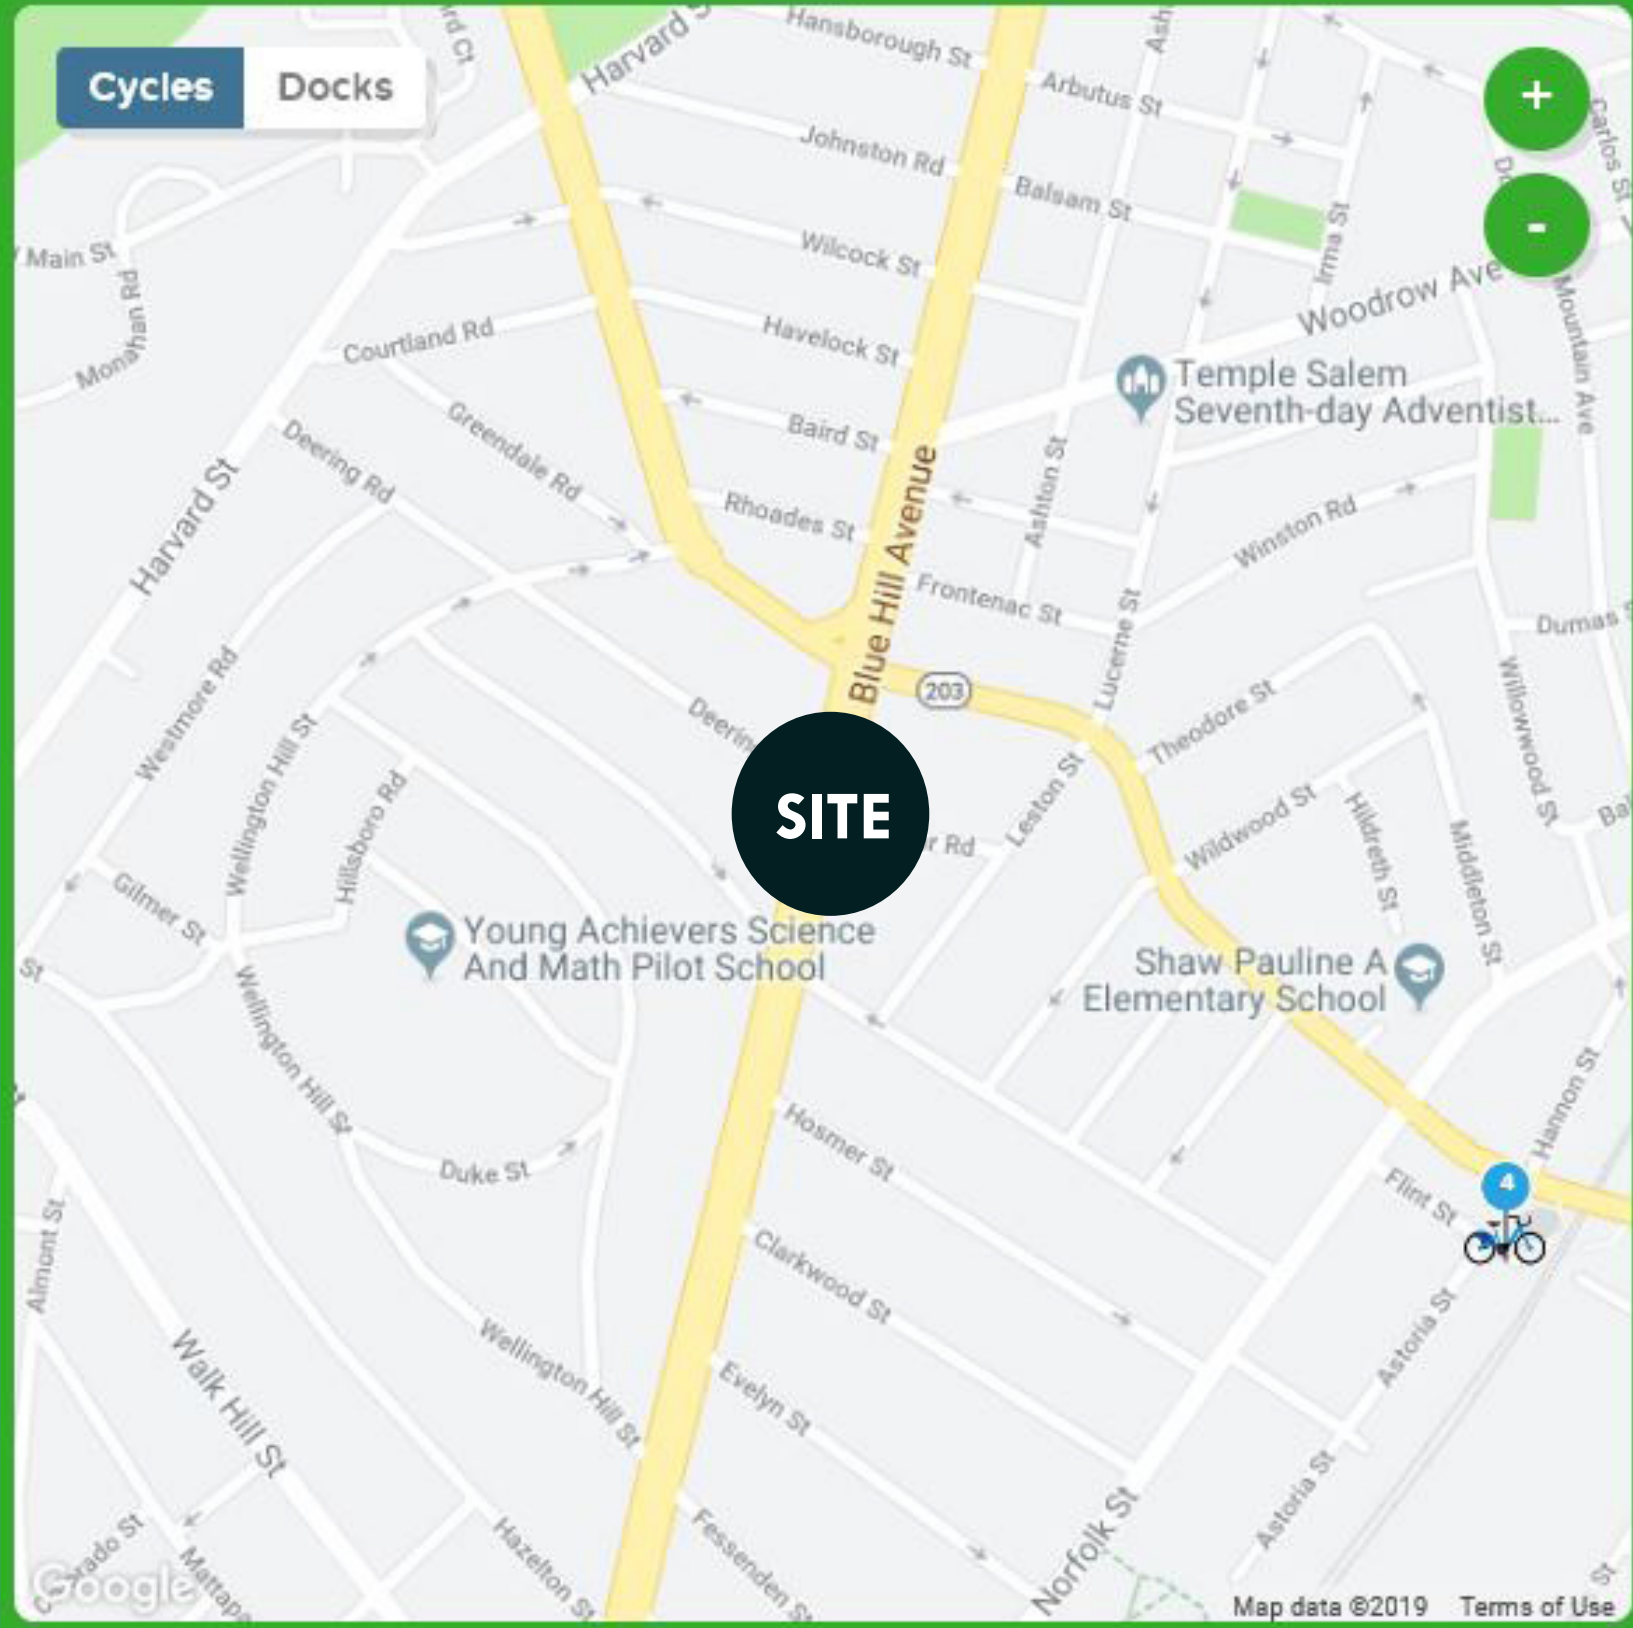 Cycles
Docks
+
-
Hansborough St
Harvard S
Arbutus St
Johnston Rd
Balsam St
Wilcock St
Irma St
Carlos St
Main St
Monahan Rd
Courtland Rd
Havelock St
Woodrow Ave
Mountain Ave
Temple Salem
Seventh-day Adventist...
Greendale Rd
Baird St
Deering Rd
Harvard St
Rhoades St
Ashton St
Blue Hill Avenue
Winston Rd
Frontenac St
Lucerne St
Dumas
Westmore Rd
Wellington Hill St
203
Theodore St
Willowwood St
Deering
SITE
Leston St
r Rd
Hillsboro Rd
Wildwood St
Hildreth St
Middleton St
Gilmer St
St
Young Achievers Science
And Math Pilot School
Shaw Pauline A
Elementary School
Wellington Hill St
Hannon St
Hosmer St
Duke St
Flint St
4
Almont St
Clarkwood St
Astoria St
Walk Hill St
Wellington Hill St
Evelyn St
Astoria St
Norfolk St
Hazelton St
Fessenden St
Mattapa
Google
St
Map data ©2019
Terms of Use